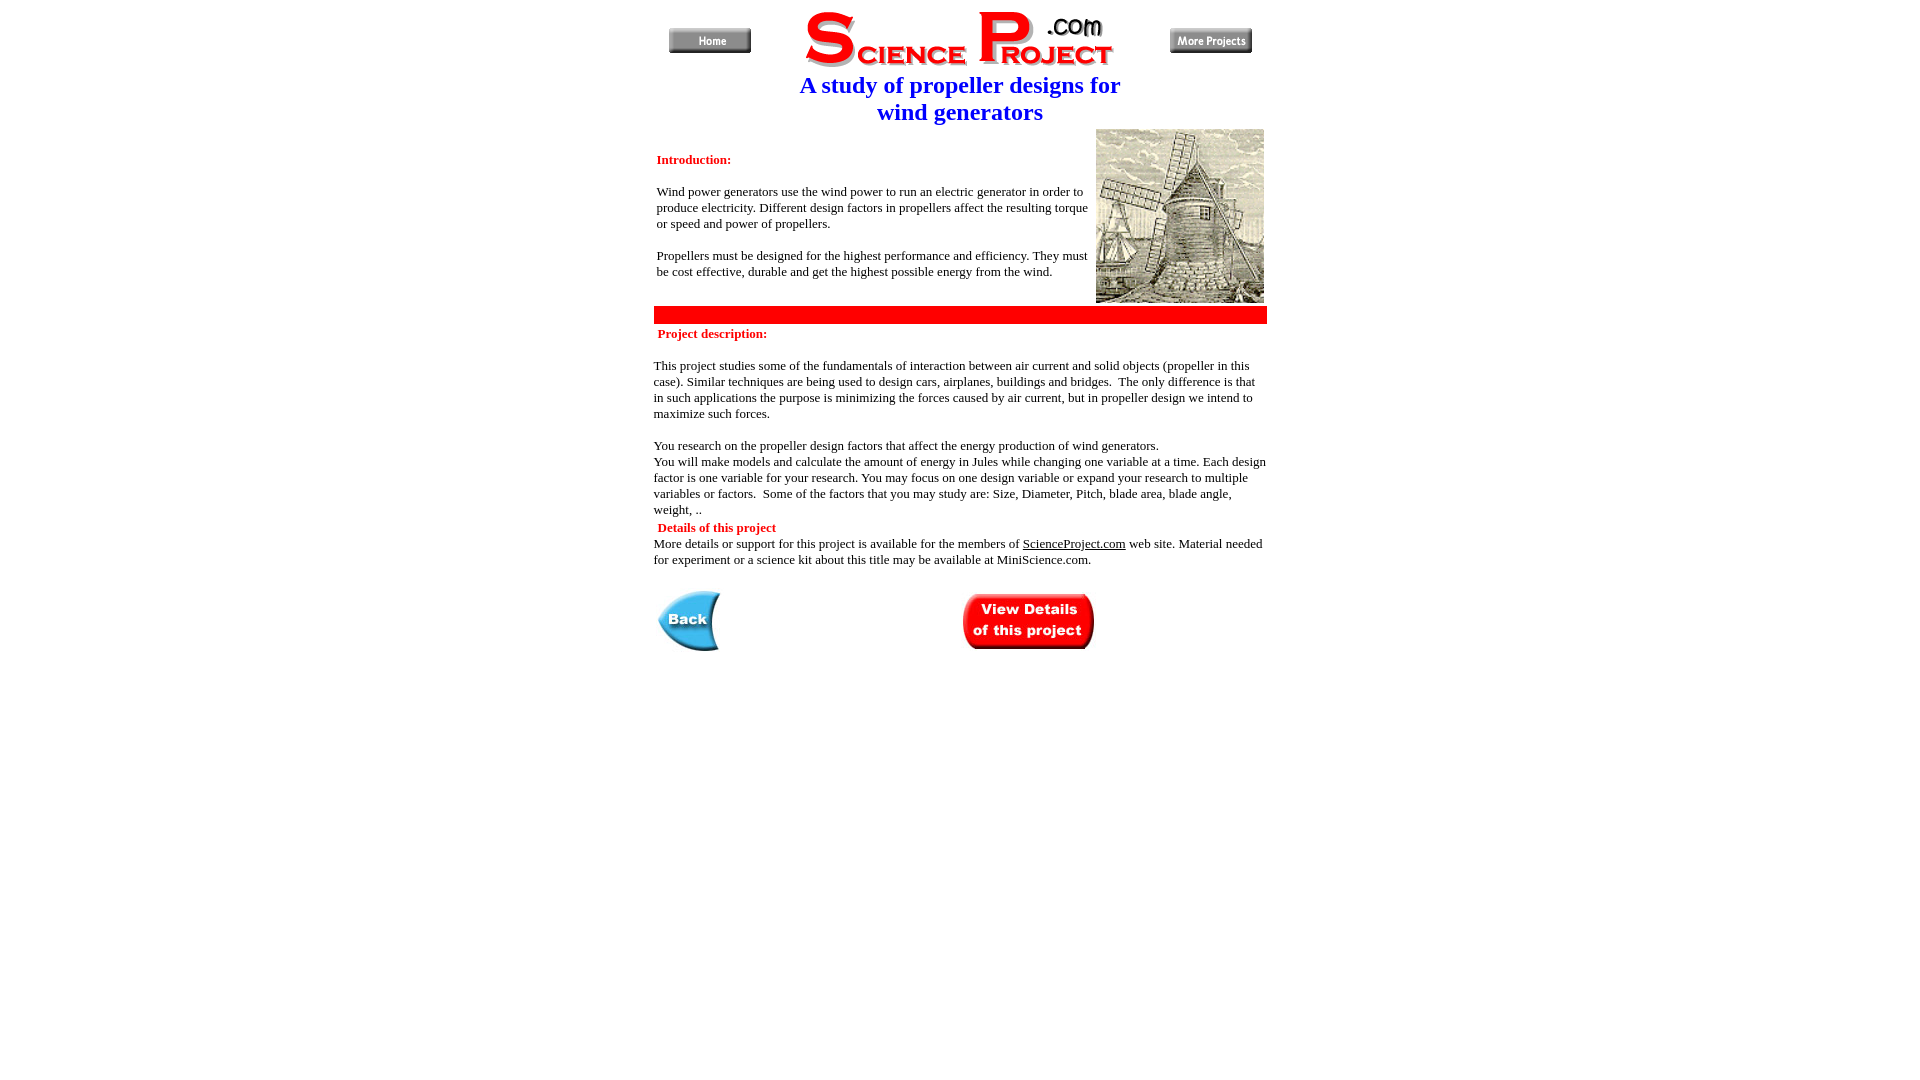 Home
Science Project .com
More Projects
A study of propeller designs for
wind generators
Introduction:
Wind power generators use the wind power to run an electric generator in order to
produce electricity. Different design factors in propellers affect the resulting torque
or speed and power of propellers.
Propellers must be designed for the highest performance and efficiency. They must
be cost effective, durable and get the highest possible energy from the wind.
Project description:
This project studies some of the fundamentals of interaction between air current and solid objects (propeller in this
case). Similar techniques are being used to design cars, airplanes, buildings and bridges.  The only difference is that
in such applications the purpose is minimizing the forces caused by air current, but in propeller design we intend to
maximize such forces.
You research on the propeller design factors that affect the energy production of wind generators.
You will make models and calculate the amount of energy in Jules while changing one variable at a time. Each design
factor is one variable for your research. You may focus on one design variable or expand your research to multiple
variables or factors.  Some of the factors that you may study are: Size, Diameter, Pitch, blade area, blade angle,
weight, ..
Details of this project
More details or support for this project is available for the members of ScienceProject.com web site. Material needed
for experiment or a science kit about this title may be available at MiniScience.com.
Back
View Details
of this project